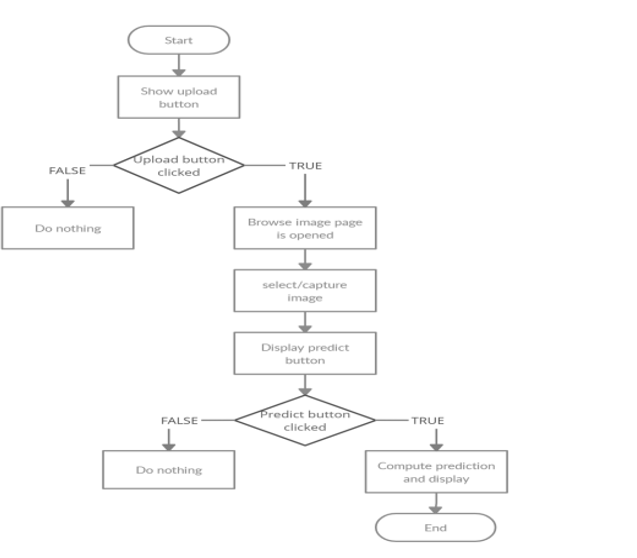 Start
Show upload
button
Upload button
clicked
FALSE
TRUE
Do nothing
Browse image page
is opened
select/capture
image
Display predict
button
Predict button
clicked
FALSE
TRUE
Do nothing
Compute prediction
and display
End